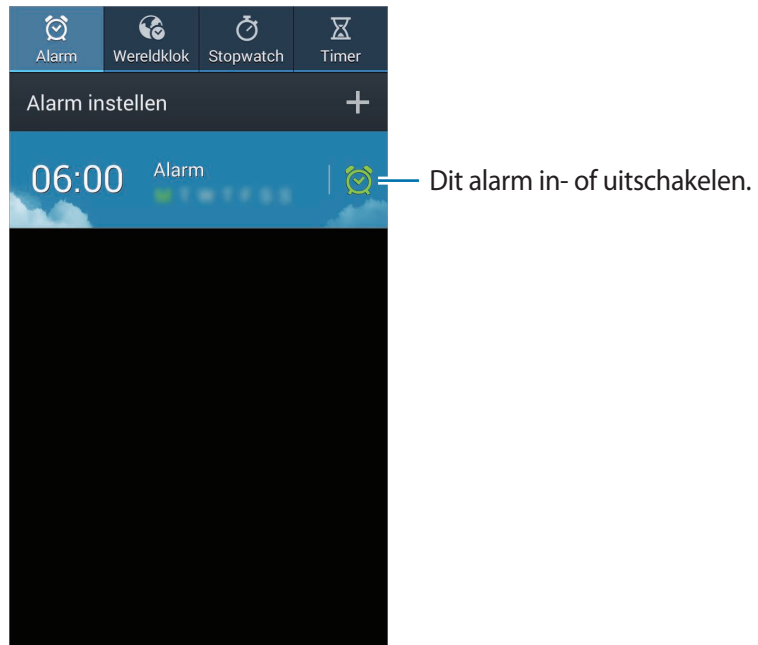 Alarm Wereldklok Stopwatch Timer
Alarm instellen
06:00 Alarm
Dit alarm in- of uitschakelen.